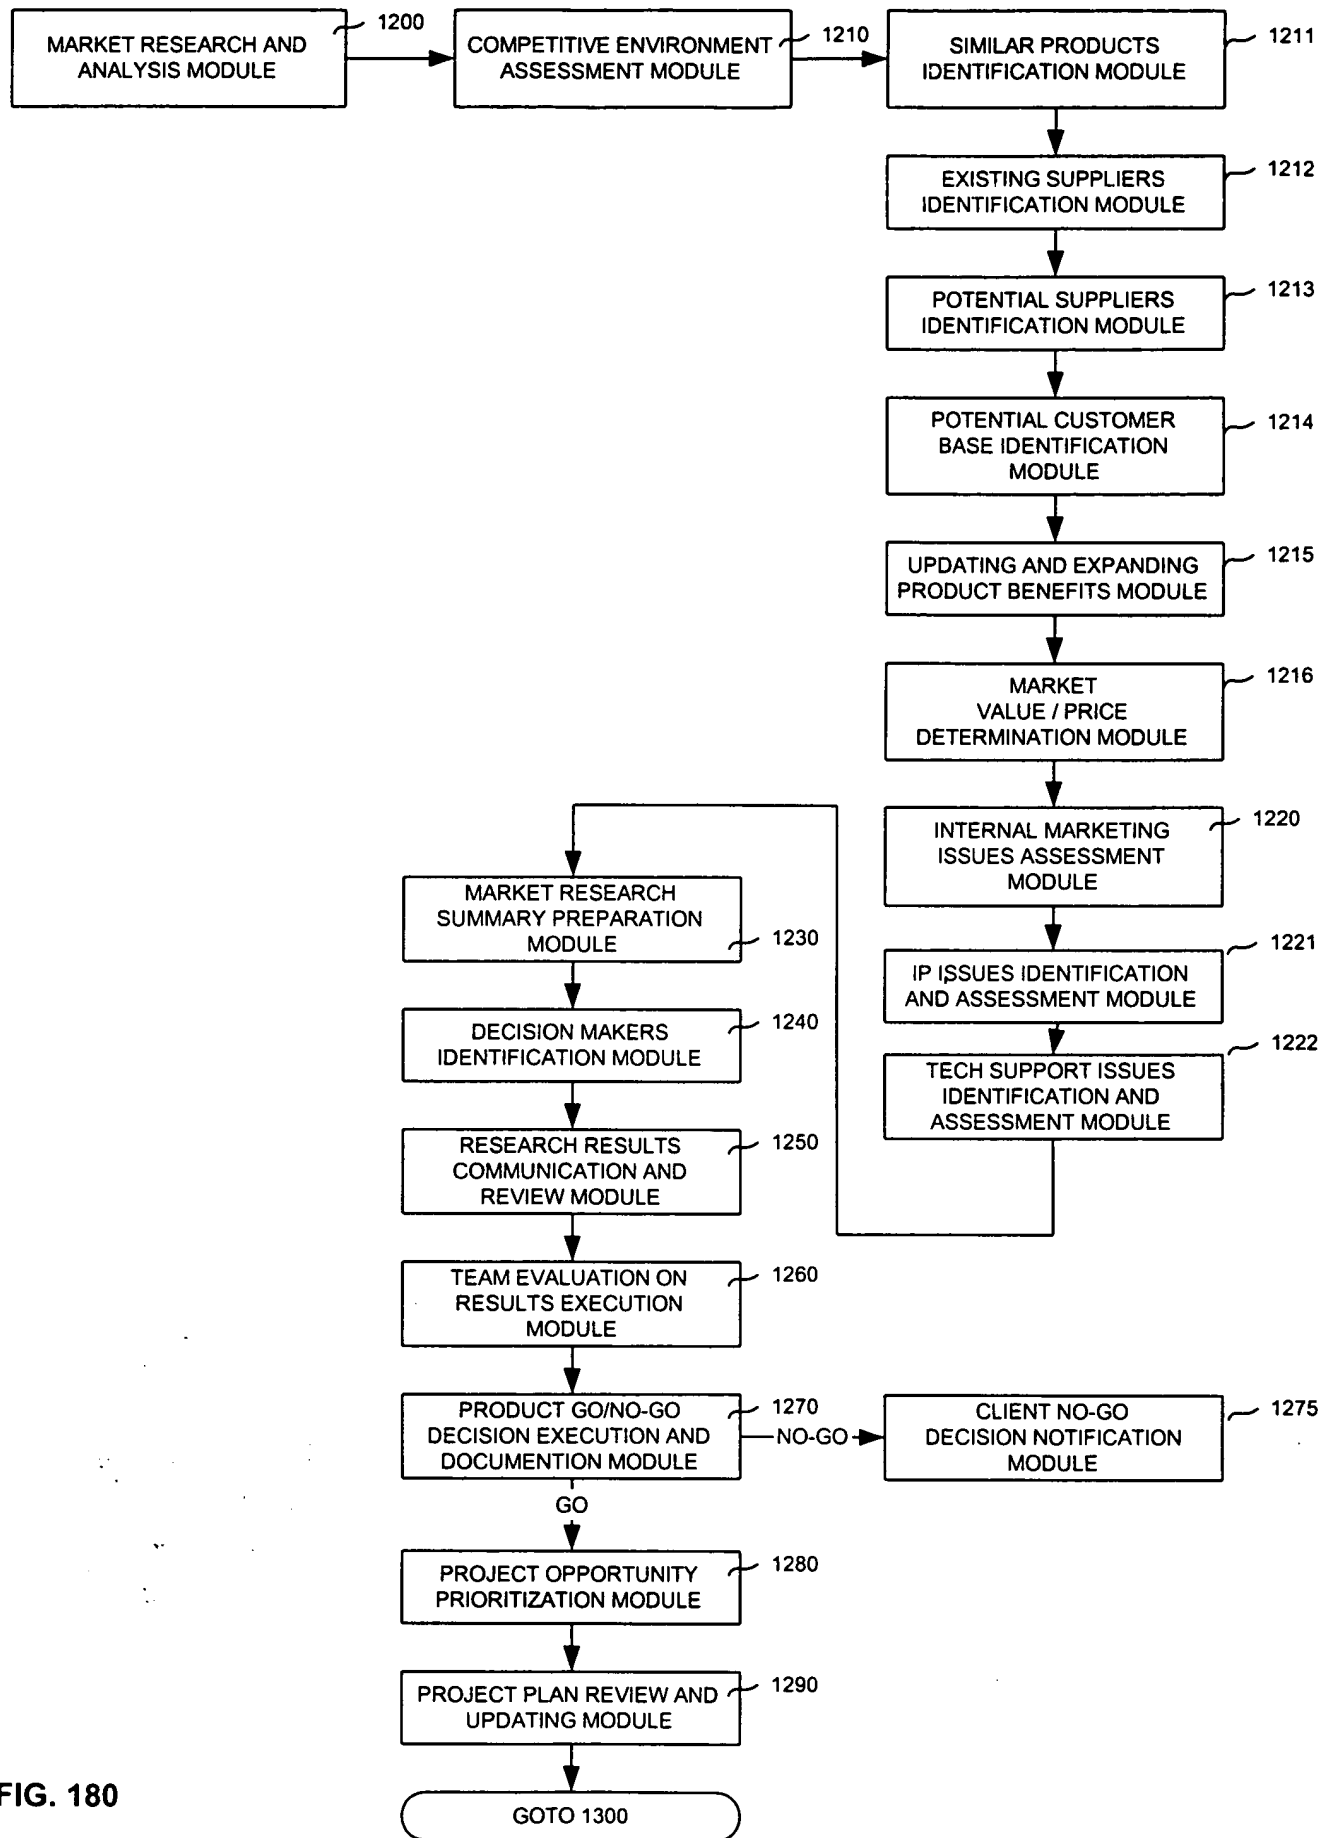 MARKET RESEARCH AND
ANALYSIS MODULE
1200
COMPETITIVE ENVIRONMENT
ASSESSMENT MODULE
1210
SIMILAR PRODUCTS
IDENTIFICATION MODULE
1211
EXISTING SUPPLIERS
IDENTIFICATION MODULE
1212
POTENTIAL SUPPLIERS
IDENTIFICATION MODULE
1213
POTENTIAL CUSTOMER
BASE IDENTIFICATION
MODULE
1214
UPDATING AND EXPANDING
PRODUCT BENEFITS MODULE
1215
MARKET
VALUE / PRICE
DETERMINATION MODULE
1216
INTERNAL MARKETING
ISSUES ASSESSMENT
MODULE
1220
IP ISSUES IDENTIFICATION
AND ASSESSMENT MODULE
1221
TECH SUPPORT ISSUES
IDENTIFICATION AND
ASSESSMENT MODULE
1222
MARKET RESEARCH
SUMMARY PREPARATION
MODULE
1230
DECISION MAKERS
IDENTIFICATION MODULE
1240
RESEARCH RESULTS
COMMUNICATION AND
REVIEW MODULE
1250
TEAM EVALUATION ON
RESULTS EXECUTION
MODULE
1260
PRODUCT GO/NO-GO
DECISION EXECUTION AND
DOCUMENTION MODULE
1270
NO-GO
CLIENT NO-GO
DECISION NOTIFICATION
MODULE
1275
GO
PROJECT OPPORTUNITY
PRIORITIZATION MODULE
1280
PROJECT PLAN REVIEW AND
UPDATING MODULE
1290
GOTO 1300
FIG. 180